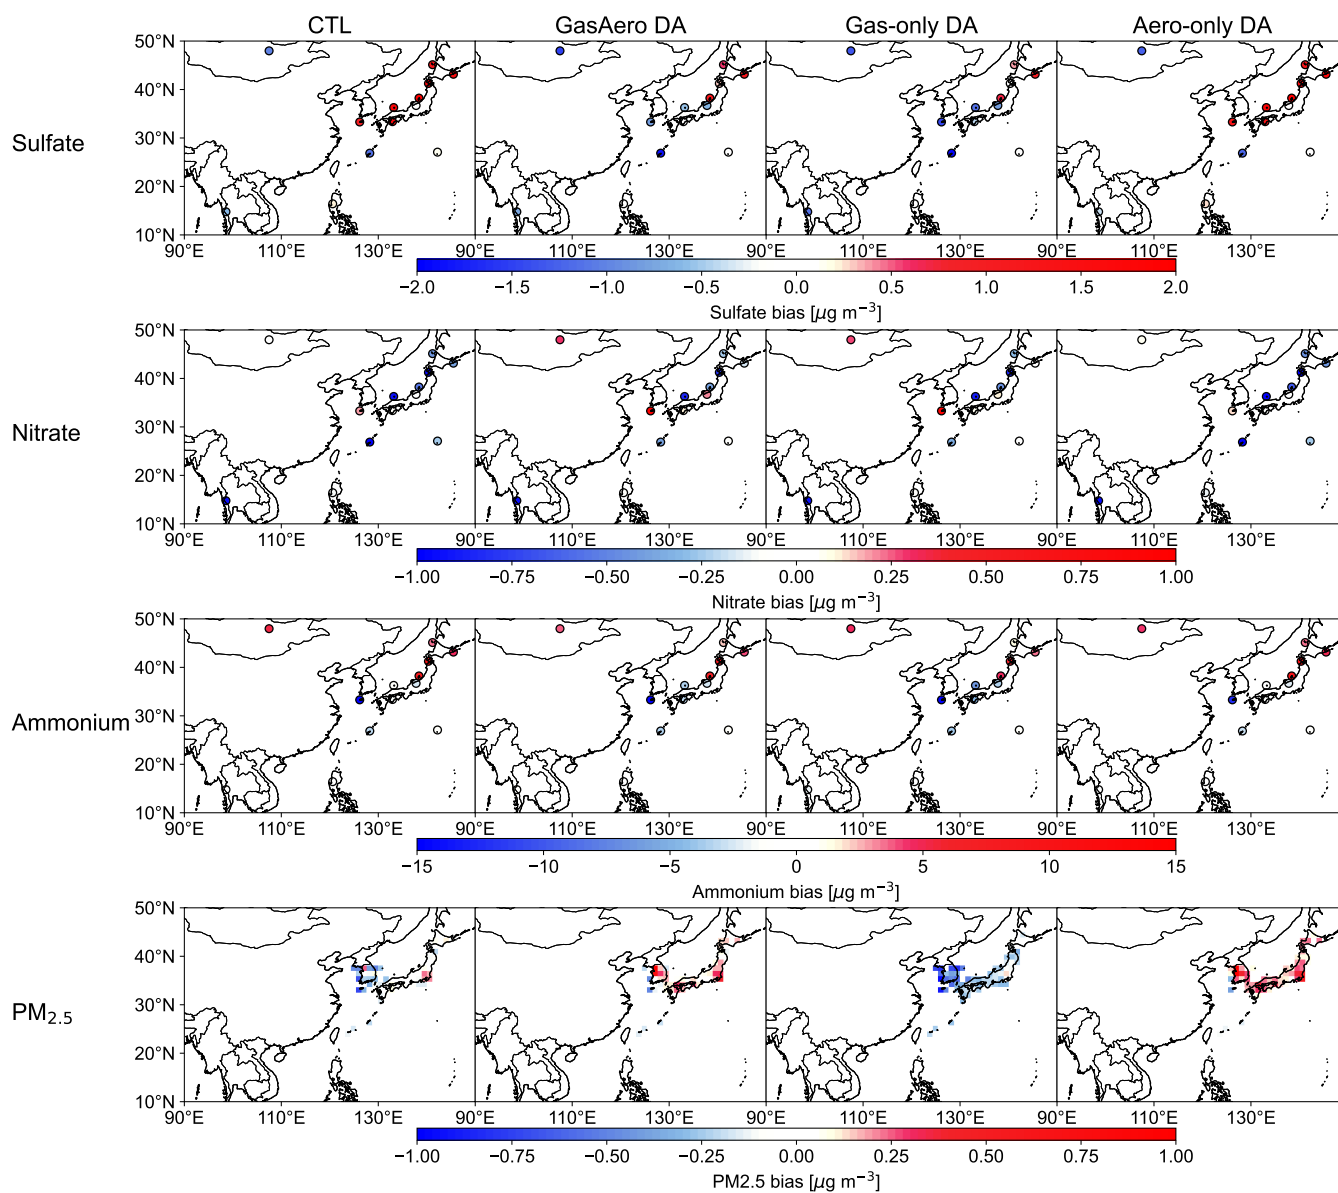 CTL GasAero DA Gas-only DA Aero-only DA
50°N
40°N
Sulfate
30°N
20°N
10°N
90°E 110°E 130°E 90°E 110°E 130°E 90°E 110°E 130°E 90°E 110°E 130°E
−2.0 −1.5 −1.0 −0.5 0.0 0.5 1.0 1.5 2.0
Sulfate bias [μg m⁻³]
50°N
40°N
Nitrate
30°N
20°N
10°N
90°E 110°E 130°E 90°E 110°E 130°E 90°E 110°E 130°E 90°E 110°E 130°E
−1.00 −0.75 −0.50 −0.25 0.00 0.25 0.50 0.75 1.00
Nitrate bias [μg m⁻³]
50°N
40°N
30°N
Ammonium
20°N
10°N
90°E 110°E 130°E 90°E 110°E 130°E 90°E 110°E 130°E 90°E 110°E 130°E
−15 −10 −5 0 5 10 15
Ammonium bias [μg m⁻³]
50°N
40°N
30°N
PM₂.₅
20°N
10°N
90°E 110°E 130°E 90°E 110°E 130°E 90°E 110°E 130°E 90°E 110°E 130°E
−1.00 −0.75 −0.50 −0.25 0.00 0.25 0.50 0.75 1.00
PM2.5 bias [μg m⁻³]